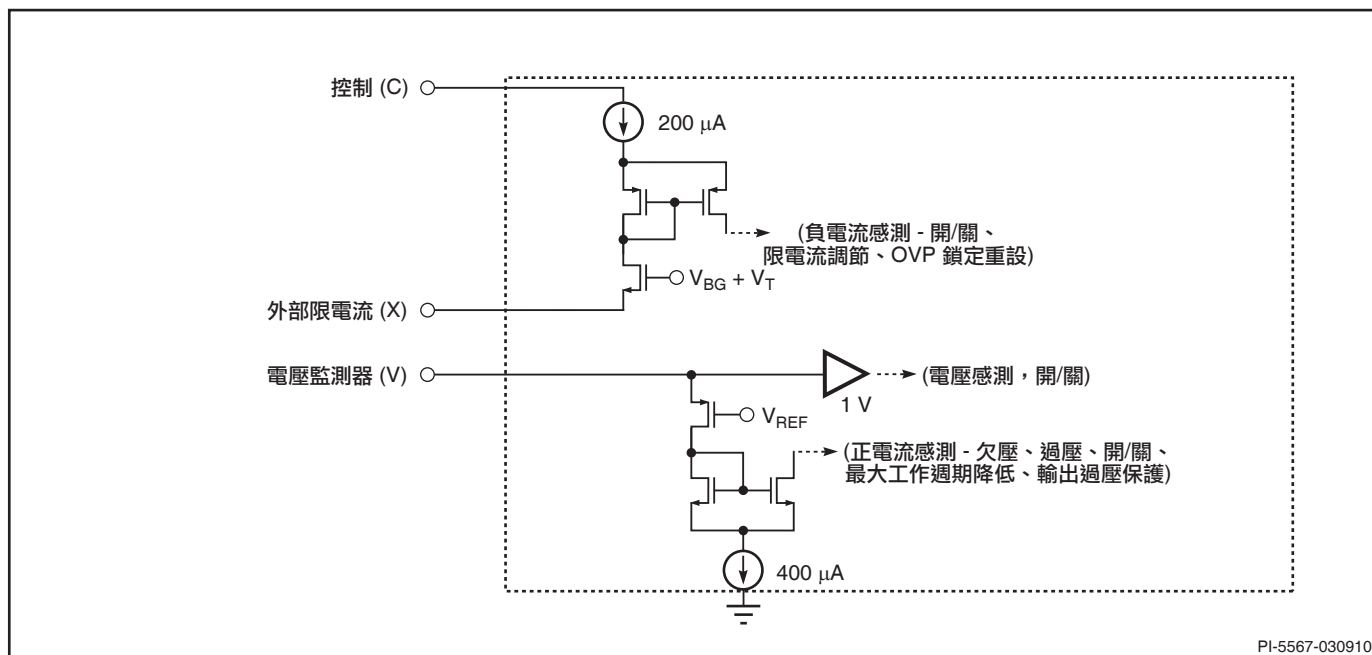 控制 (C)
200 μA
(負電流感測 - 開/關、
限電流調節、OVP 鎖定重設)
V_BG + V_T
外部限電流 (X)
電壓監測器 (V)
(電壓感測,開/關)
1 V
V_REF
(正電流感測 - 欠壓、過壓、開/關、
最大工作週期降低、輸出過壓保護)
400 μA
PI-5567-030910